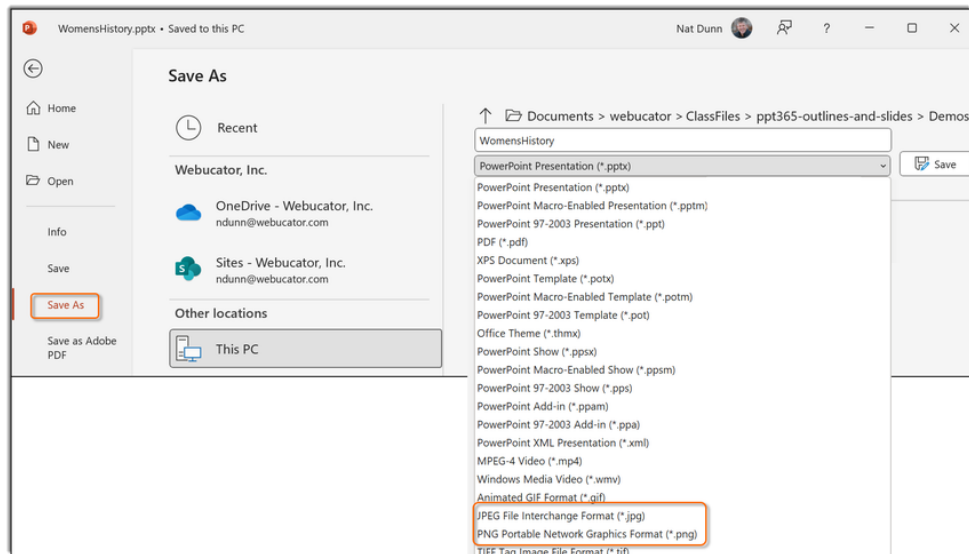 WomensHistory.pptx • Saved to this PC
Nat Dunn
?
Save As
Home
New
Open
Info
Save
Save As
Save as Adobe
PDF
Recent
Webucator, Inc.
OneDrive - Webucator, Inc.
ndunn@webucator.com
S
Sites - Webucator, Inc.
ndunn@webucator.com
Other locations
This PC
Documents > webucator > ClassFiles > ppt365-outlines-and-slides > Demos
WomensHistory
PowerPoint Presentation (*.pptx)
Save
PowerPoint Presentation (*.pptx)
PowerPoint Macro-Enabled Presentation (*.pptm)
PowerPoint 97-2003 Presentation (*.ppt)
PDF (*.pdf)
XPS Document (*.xps)
PowerPoint Template (*.potx)
PowerPoint Macro-Enabled Template (*.potm)
PowerPoint 97-2003 Template (*.pot)
Office Theme (*.thmx)
PowerPoint Show (*.ppsx)
PowerPoint Macro-Enabled Show (*.ppsm)
PowerPoint 97-2003 Show (*.pps)
PowerPoint Add-in (*.ppam)
PowerPoint 97-2003 Add-in (*.ppa)
PowerPoint XML Presentation (*.xml)
MPEG-4 Video (*.mp4)
Windows Media Video (*.wmv)
Animated GIF Format (*.gif)
JPEG File Interchange Format (*.jpg)
PNG Portable Network Graphics Format (*.png)
TIFF Tag Image File Format (*.tif)